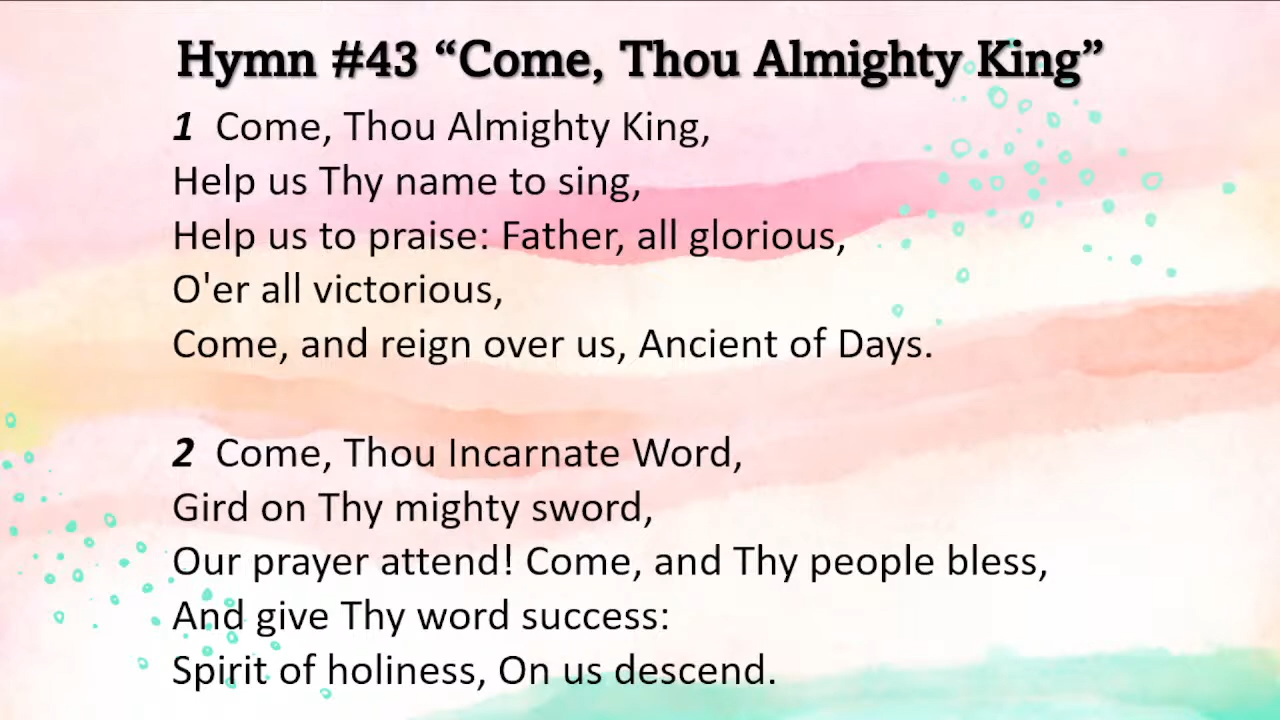 Hymn #43 “Come, Thou Almighty King”
1 Come, Thou Almighty King,
Help us Thy name to sing,
Help us to praise: Father, all glorious,
O'er all victorious,
Come, and reign over us, Ancient of Days.
2 Come, Thou Incarnate Word,
Gird on Thy mighty sword,
Our prayer attend! Come, and Thy people bless,
And give Thy word success:
Spirit of holiness, On us descend.